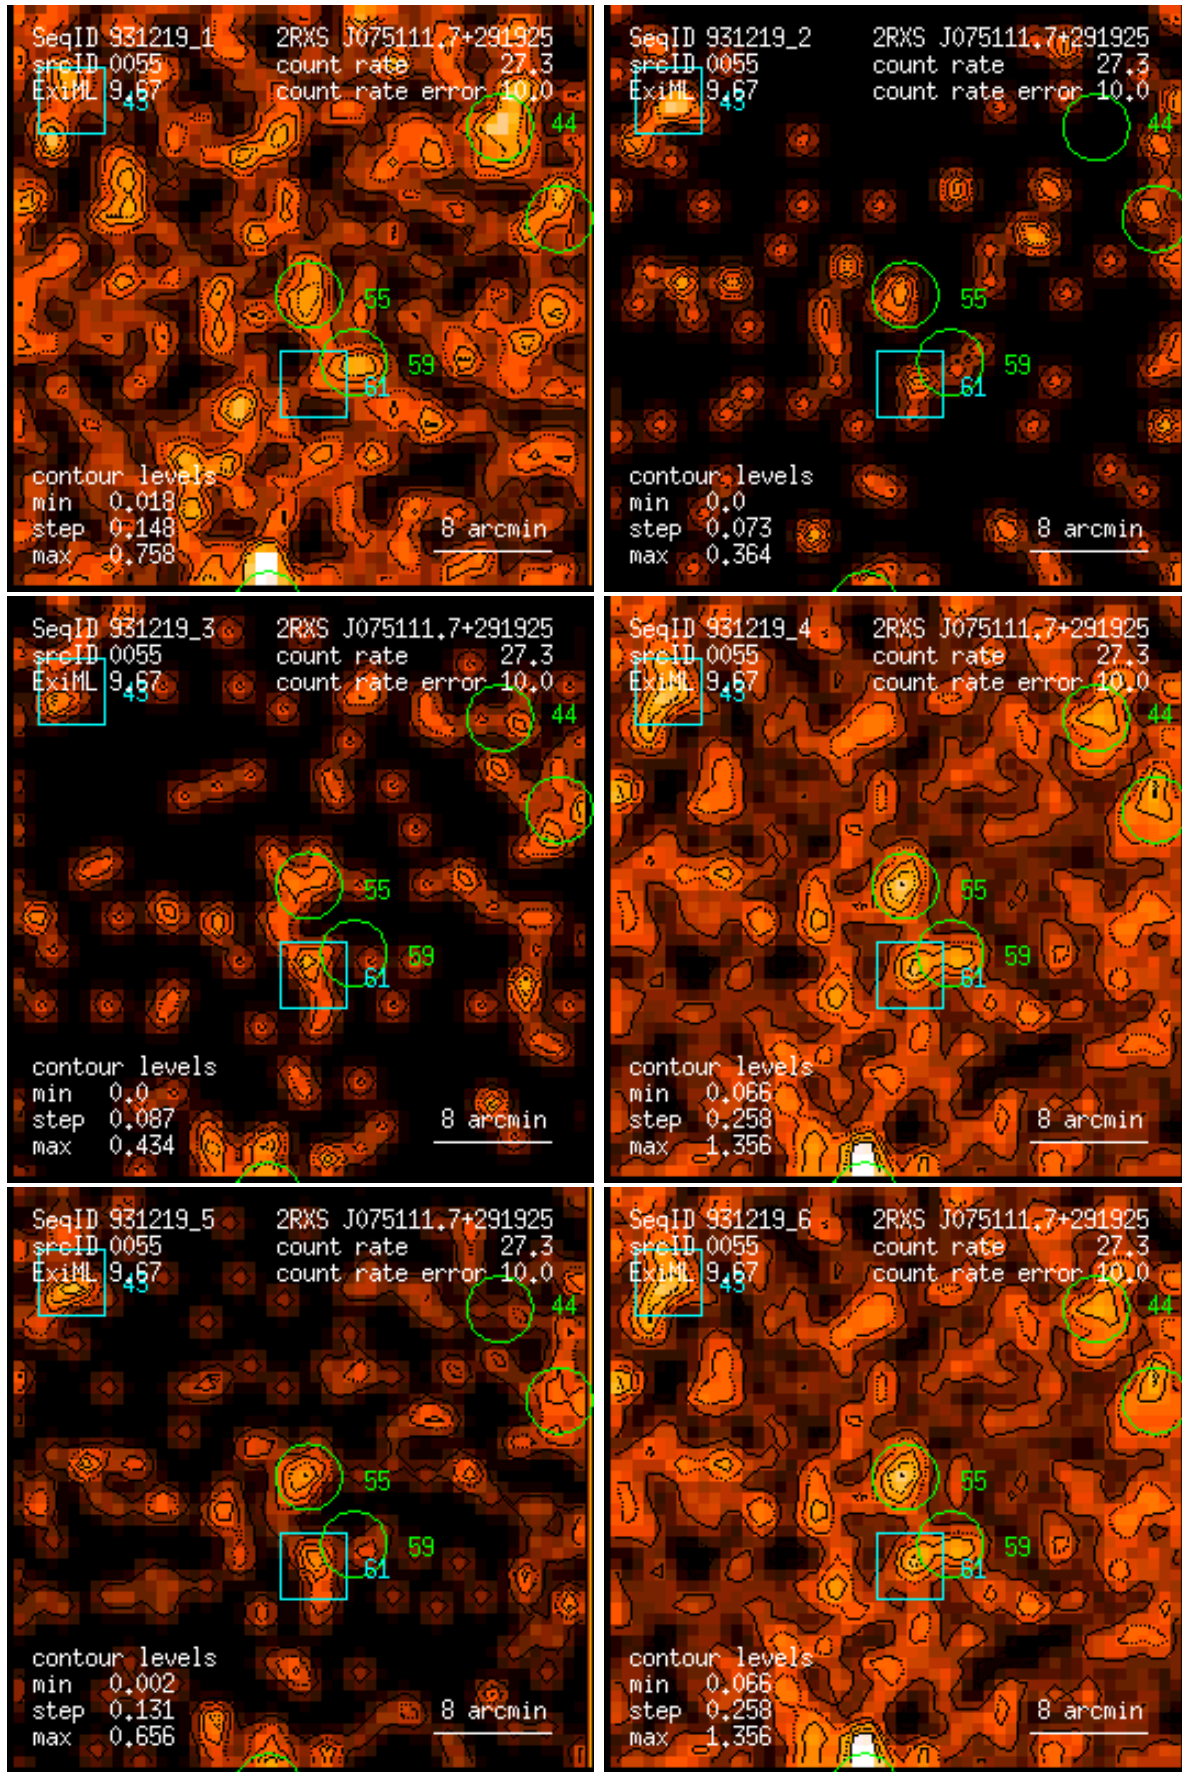 SeqID 931219_1 2RXS J075111.7+291925
srcID 0055 count rate 27.3
ExiML 9.67 count rate error 10.0
43
44
55
59
61
contour levels
min 0.018
step 0.148
max 0.758
8 arcmin
SeqID 931219_2 2RXS J075111.7+291925
srcID 0055 count rate 27.3
ExiML 9.67 count rate error 10.0
43
44
55
59
61
contour levels
min 0.0
step 0.073
max 0.364
8 arcmin
SeqID 931219_3 2RXS J075111.7+291925
srcID 0055 count rate 27.3
ExiML 9.67 count rate error 10.0
43
44
55
59
61
contour levels
min 0.0
step 0.087
max 0.434
8 arcmin
SeqID 931219_4 2RXS J075111.7+291925
srcID 0055 count rate 27.3
ExiML 9.67 count rate error 10.0
43
44
55
59
61
contour levels
min 0.066
step 0.258
max 1.356
8 arcmin
SeqID 931219_5 2RXS J075111.7+291925
srcID 0055 count rate 27.3
ExiML 9.67 count rate error 10.0
43
44
55
59
61
contour levels
min 0.002
step 0.131
max 0.656
8 arcmin
SeqID 931219_6 2RXS J075111.7+291925
srcID 0055 count rate 27.3
ExiML 9.67 count rate error 10.0
43
44
55
59
61
contour levels
min 0.066
step 0.258
max 1.356
8 arcmin